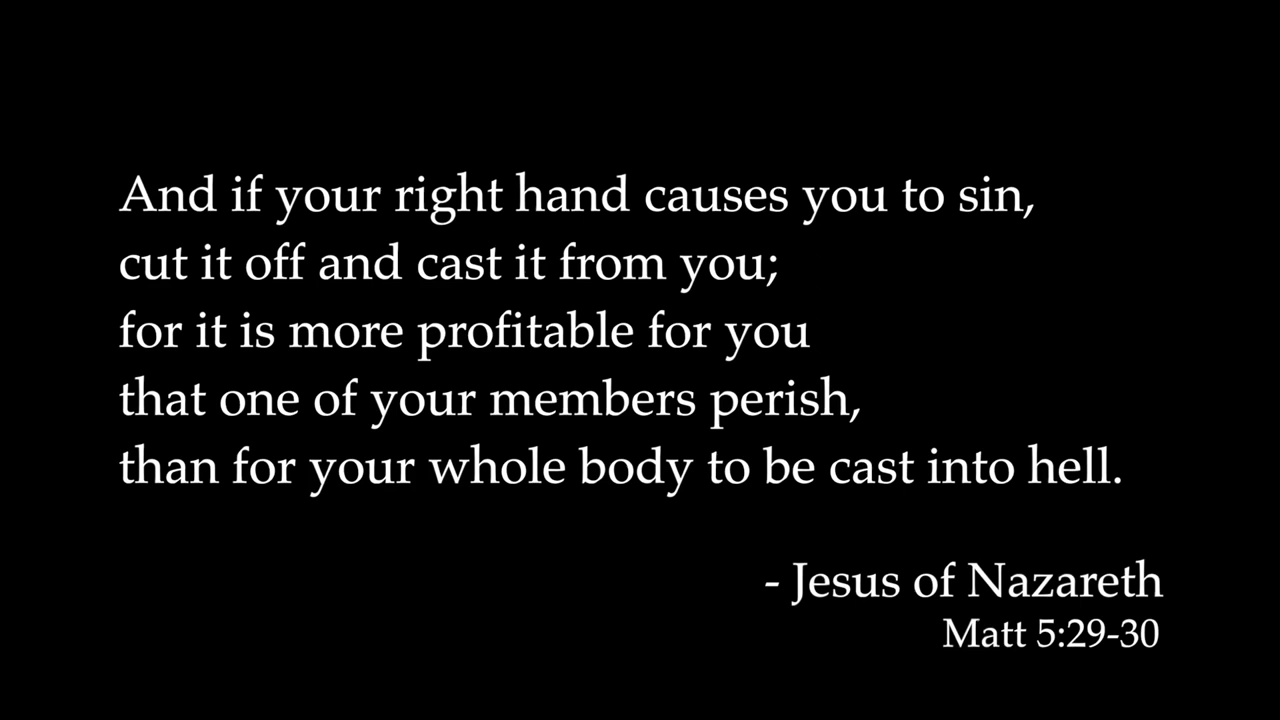 And if your right hand causes you to sin,
cut it off and cast it from you;
for it is more profitable for you
that one of your members perish,
than for your whole body to be cast into hell.
- Jesus of Nazareth
Matt 5:29-30